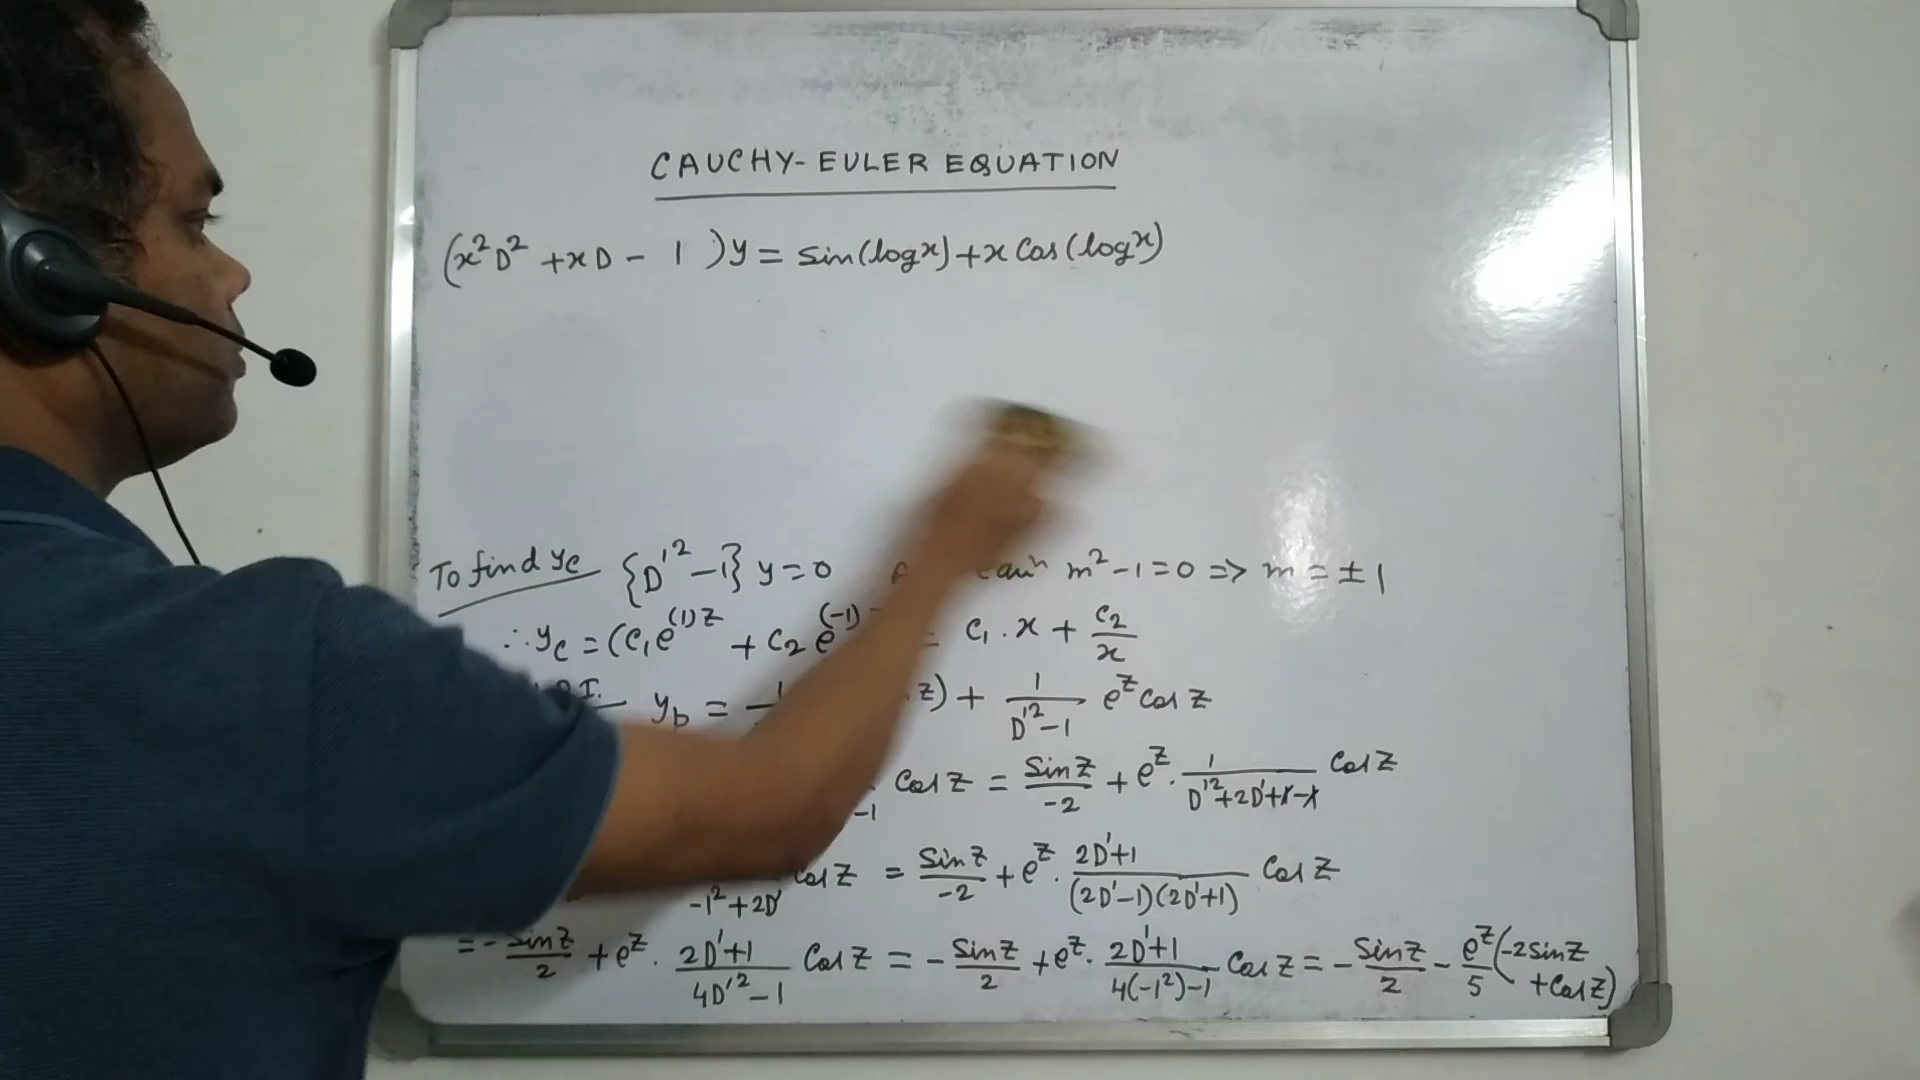 CAUCHY-EULER EQUATION
(x²D² + xD - 1)y = sin(logx) + x Cos(logx)
To find yc {D'² - 1} y = 0 m² - 1 = 0 => m = ± 1
∴ yc = (c₁e^(1)z + c₂e^(-1) = c₁ . x + c₂/x
P.I. yp = z) + 1/(D'² - 1) e^z Cos z
-1 Cos z = Sin z/-2 + e^z . 1/(D'² + 2D' + 1 - 1) Cos z
-1² + 2D' Cos z = Sin z/-2 + e^z . (2D' + 1)/((2D' - 1)(2D' + 1)) Cos z
= - Sin z/2 + e^z . (2D' + 1)/(4D'² - 1) Cos z = - Sin z/2 + e^z . (2D' + 1)/(4(-1²) - 1) Cos z = - Sin z/2 - e^z/5 (-2 sin z + Cos z)